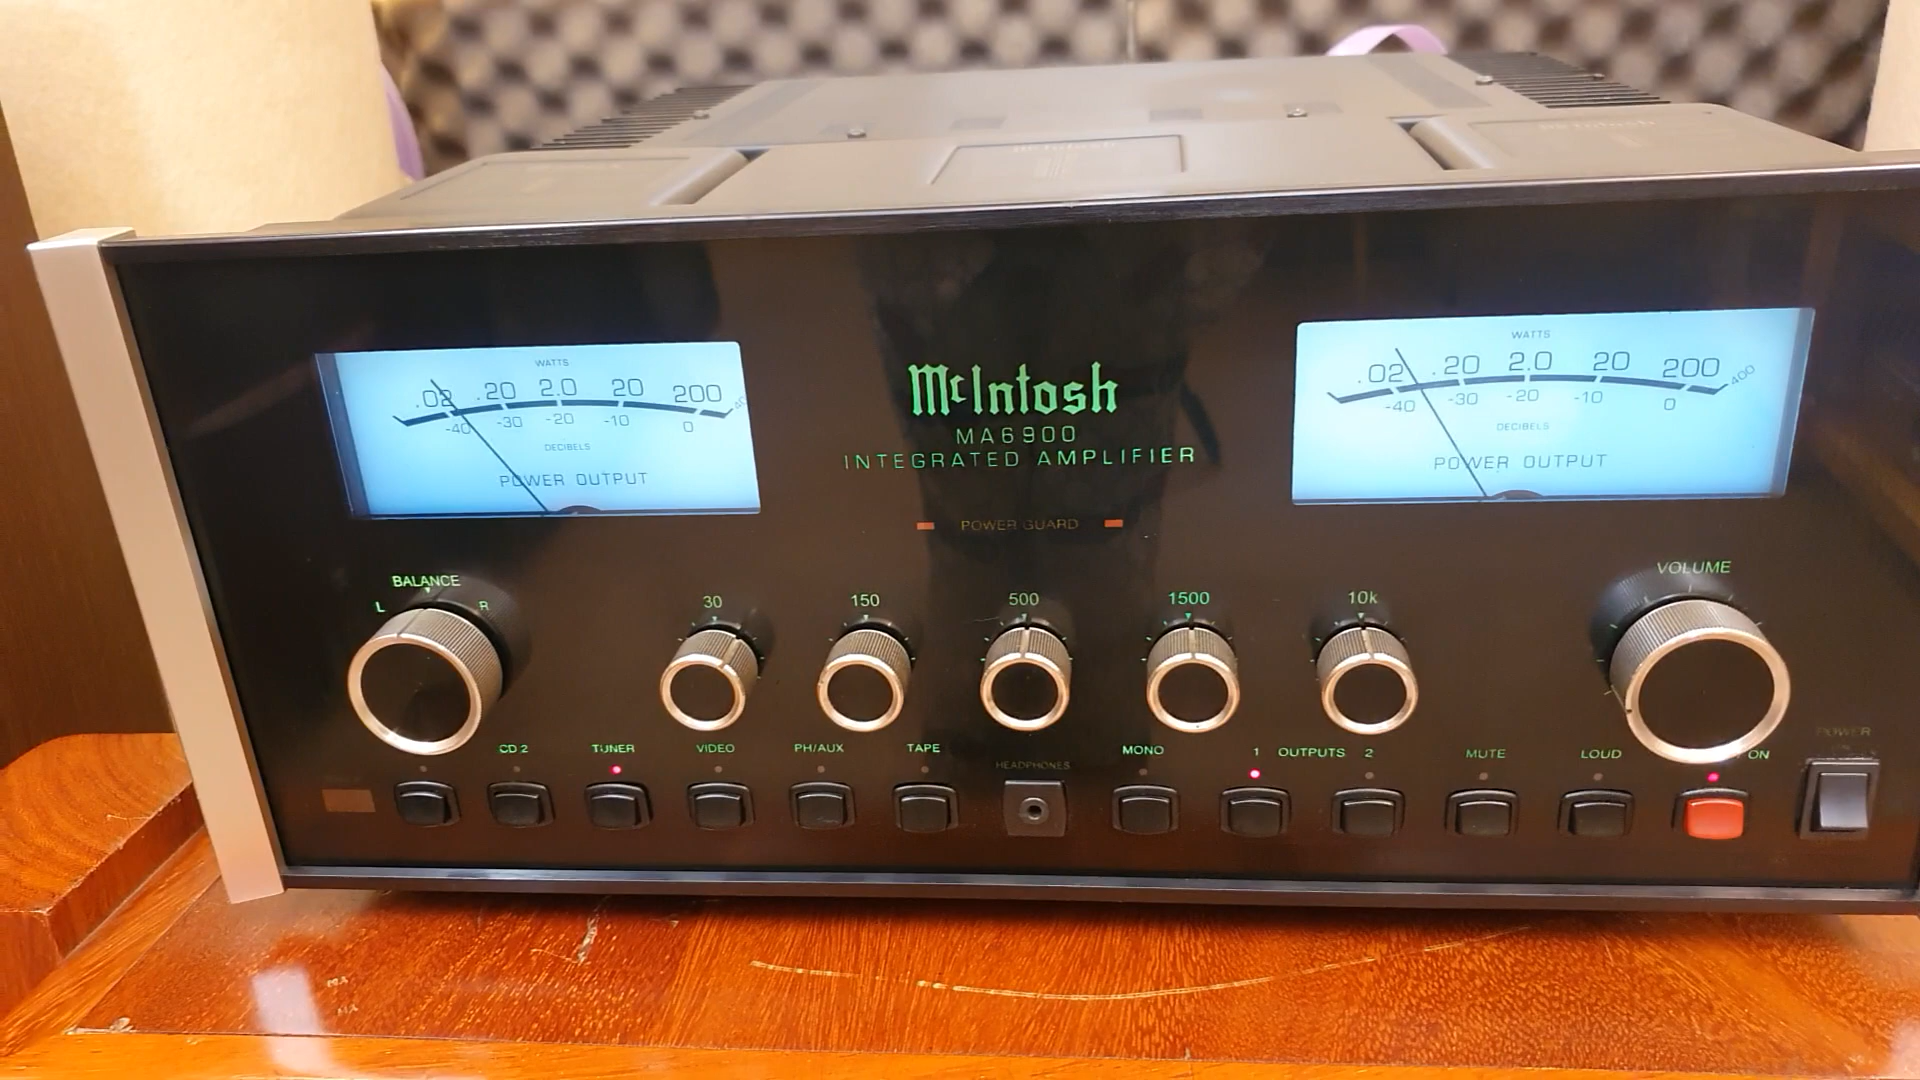 McIntosh
McIntosh
WATTS
.02 .20 2.0 20 200
-40 -30 -20 -10 0
DECIBELS
POWER OUTPUT
McIntosh
MA6900
INTEGRATED AMPLIFIER
POWER GUARD
WATTS
.02 .20 2.0 20 200 400
-40 -30 -20 -10 0
DECIBELS
POWER OUTPUT
BALANCE
L R
30 150 500 1500 10k
VOLUME
CD 2 TUNER VIDEO PH/AUX TAPE HEADPHONES MONO 1 OUTPUTS 2 MUTE LOUD ON
POWER